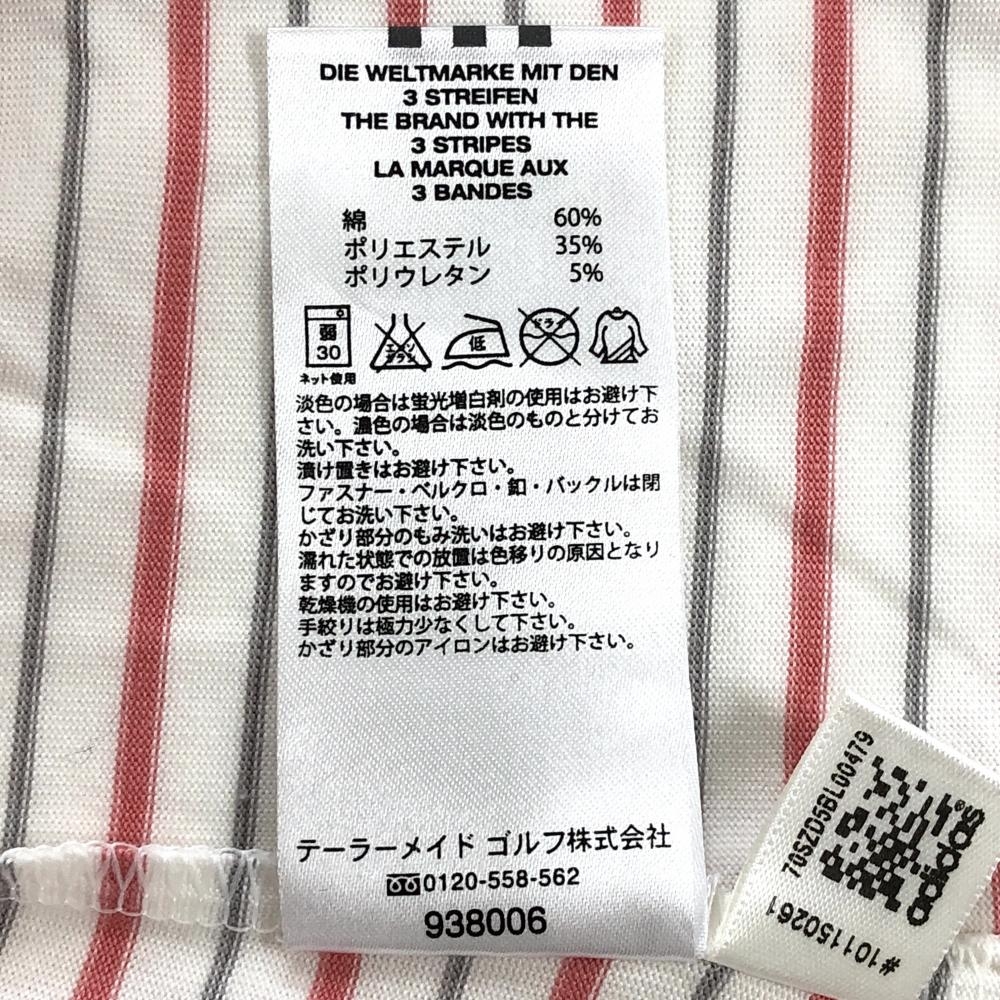 DIE WELTMARKE MIT DEN
3 STREIFEN
THE BRAND WITH THE
3 STRIPES
LA MARQUE AUX
3 BANDES
綿 60%
ポリエステル 35%
ポリウレタン 5%
弱
30
ネット使用
エンソ
サラシ
低
ドライ
淡色の場合は蛍光増白剤の使用はお避け下
さい。濃色の場合は淡色のものと分けてお
洗い下さい。
漬け置きはお避け下さい。
ファスナー・ベルクロ・釦・バックルは閉
じてお洗い下さい。
かざり部分のもみ洗いはお避け下さい。
濡れた状態での放置は色移りの原因となり
ますのでお避け下さい。
乾燥機の使用はお避け下さい。
手絞りは極力少なくして下さい。
かざり部分のアイロンはお避け下さい。
テーラーメイド ゴルフ株式会社
0120-558-562
938006
70SZD5BL00479
adidas®
#101150261